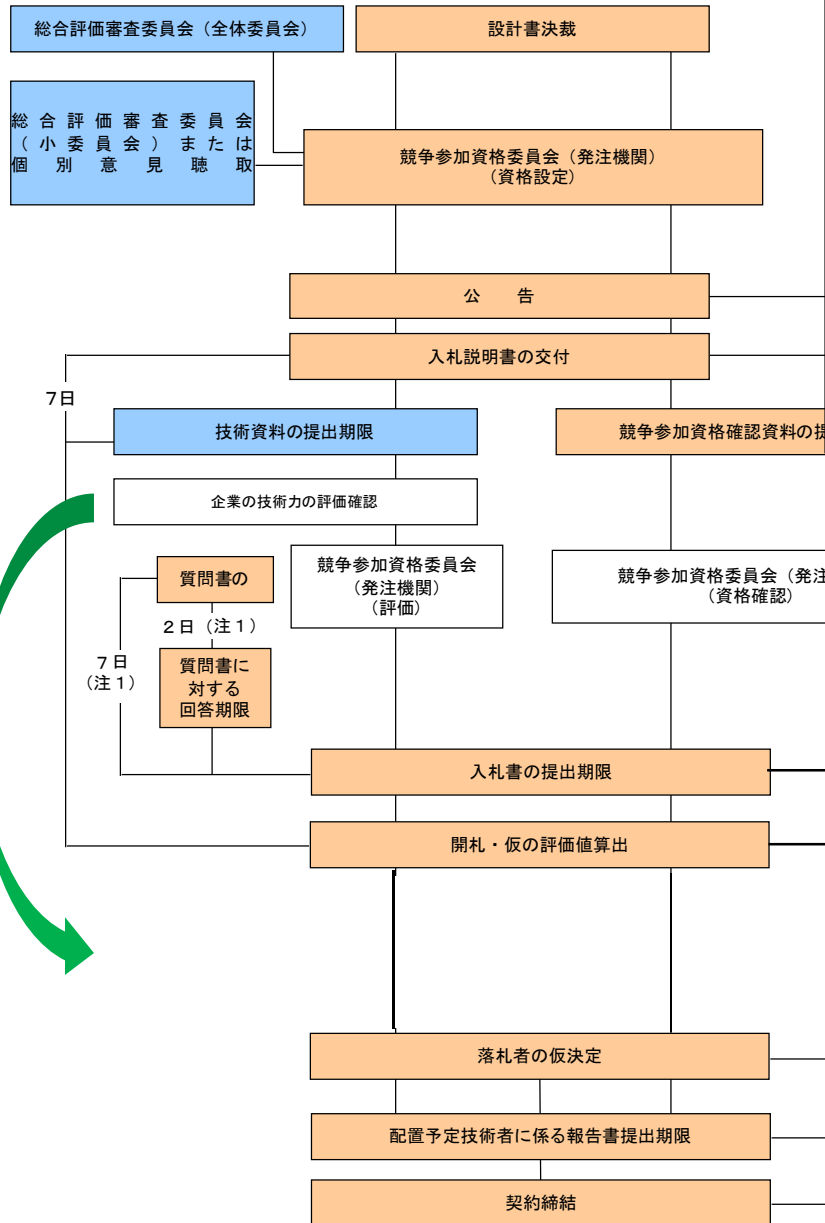 総合評価審査委員会（全体委員会）
設計書決裁
総合評価審査委員会
（小委員会）または
個別意見聴取
競争参加資格委員会（発注機関）
（資格設定）
公　　告
入札説明書の交付
７日
技術資料の提出期限
競争参加資格確認資料の提
企業の技術力の評価確認
競争参加資格委員会
（発注機関）
（評価）
競争参加資格委員会（発注
（資格確認）
質問書の
２日（注１）
７日
（注１）
質問書に
対する
回答期限
入札書の提出期限
開札・仮の評価値算出
落札者の仮決定
配置予定技術者に係る報告書提出期限
契約締結